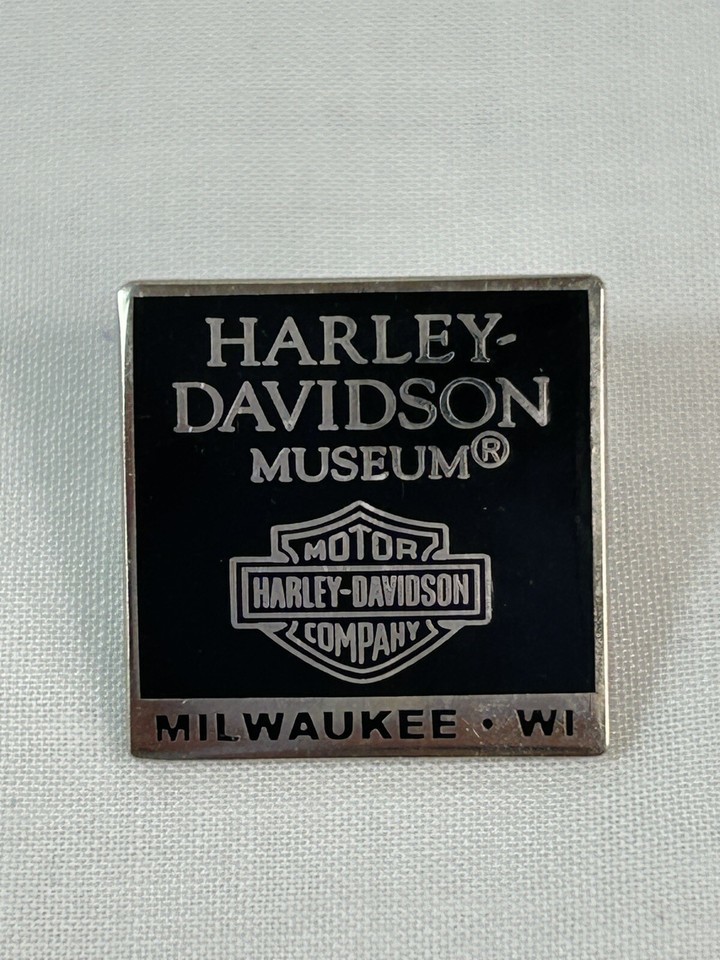 HARLEY-
DAVIDSON
MUSEUM®
MOTOR
HARLEY-DAVIDSON
COMPANY
MILWAUKEE • WI